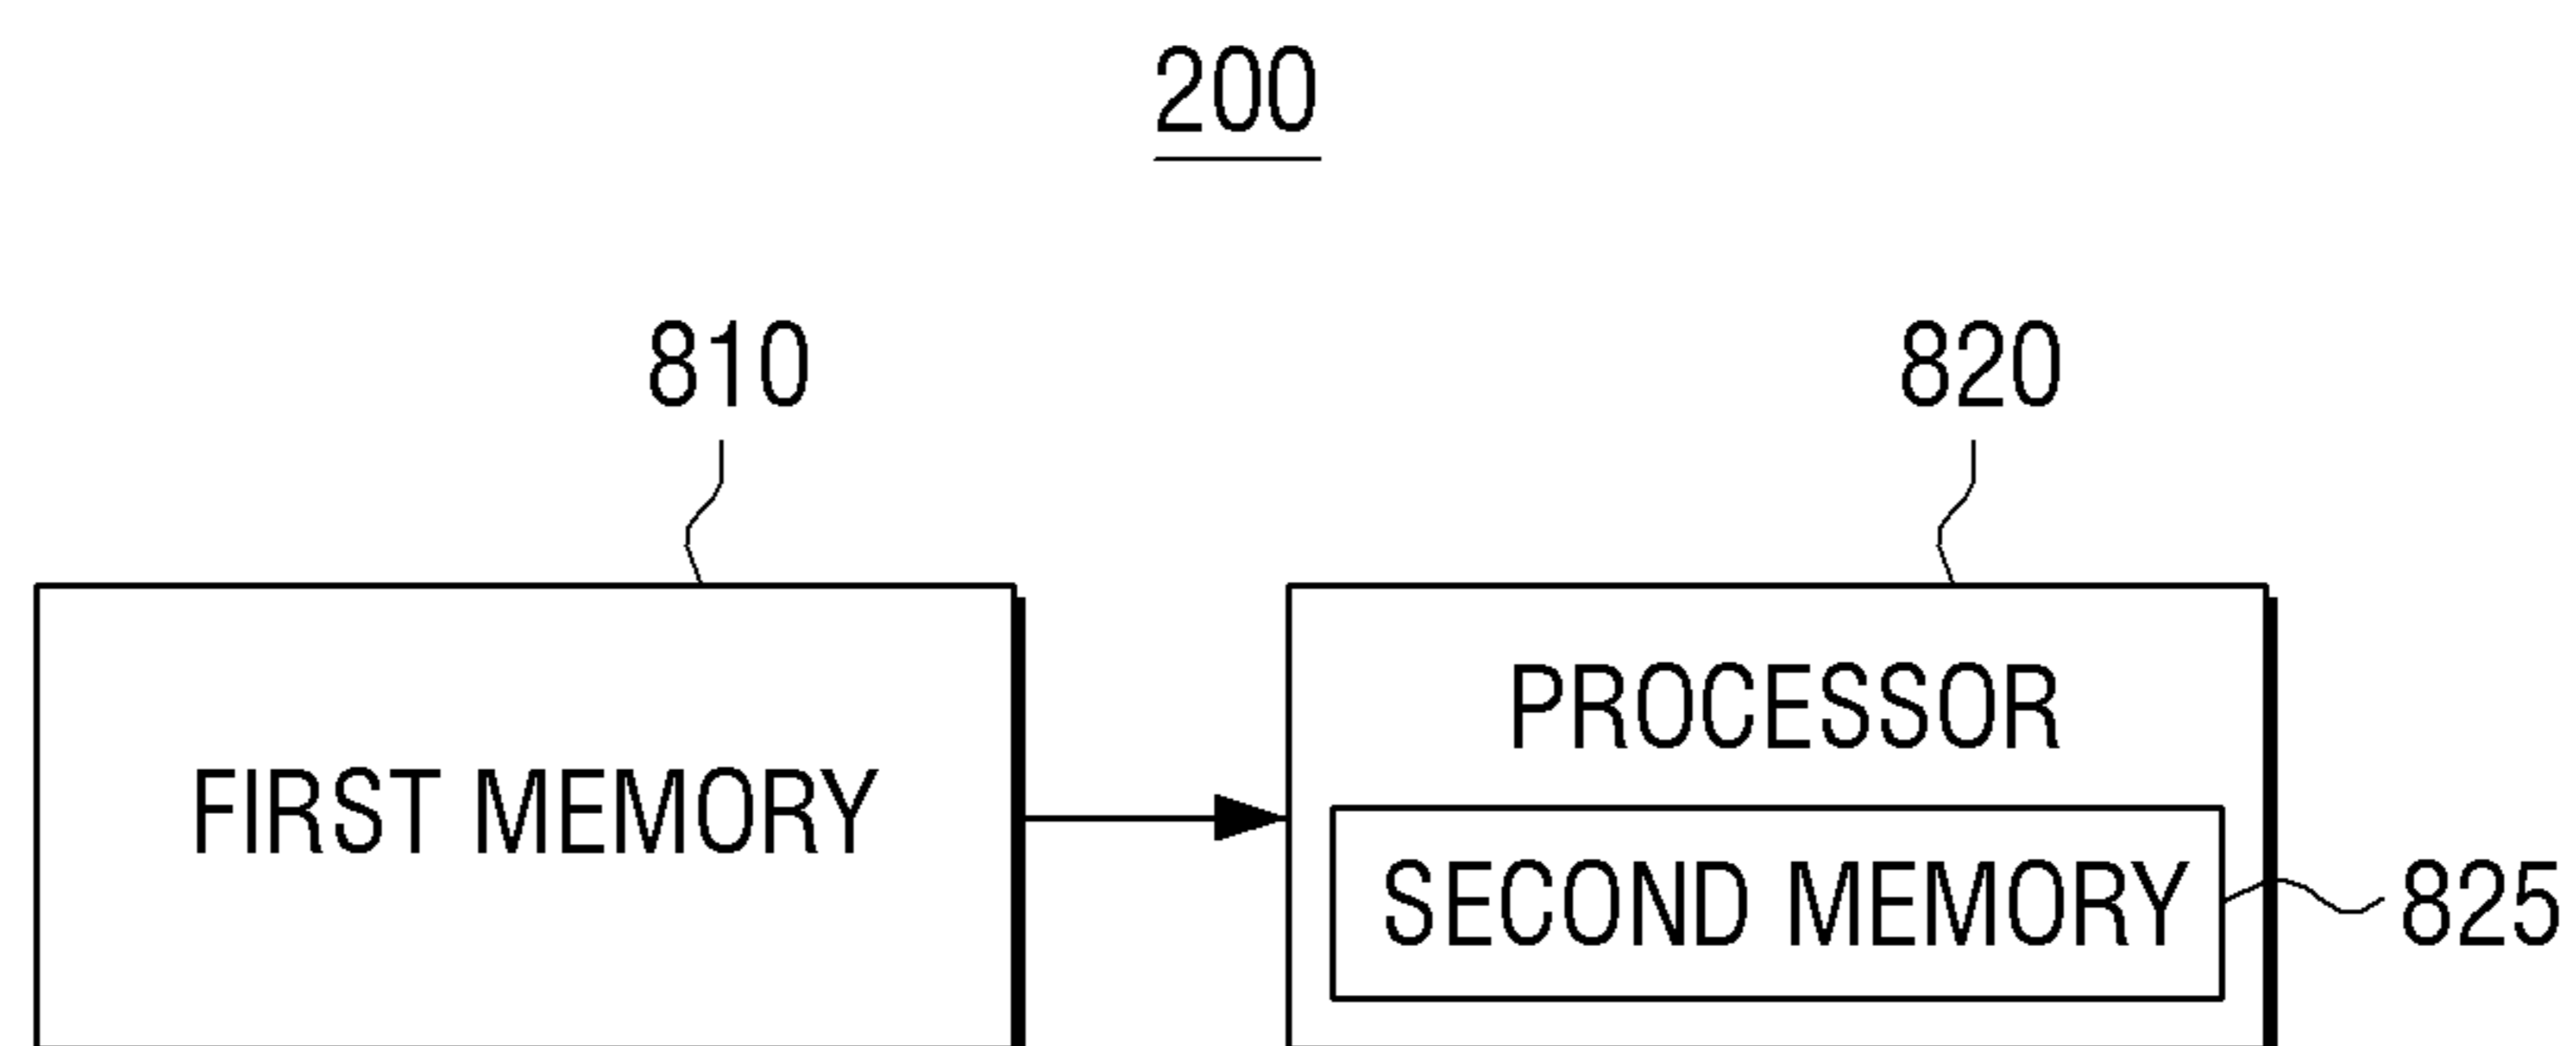 200
810
820
PROCESSOR
FIRST MEMORY
SECOND MEMORY
825